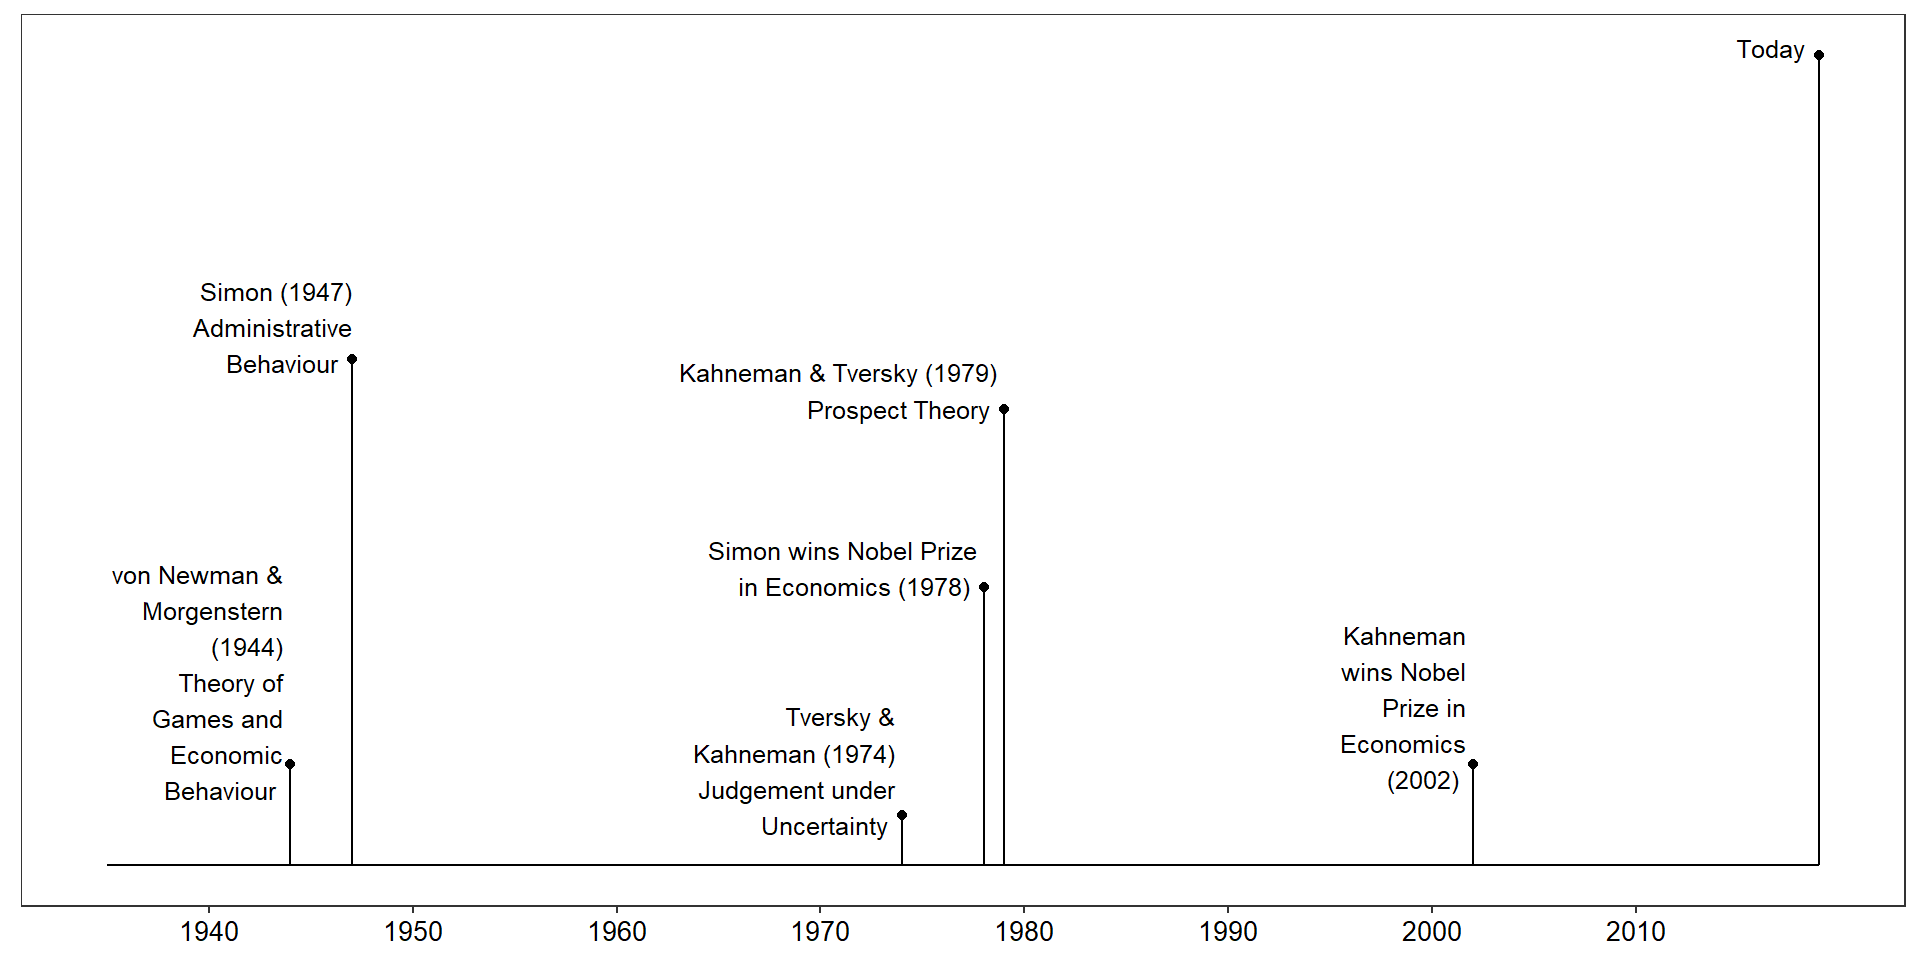 Today
Simon (1947)
Administrative
Behaviour
Kahneman & Tversky (1979)
Prospect Theory
Simon wins Nobel Prize
in Economics (1978)
von Newman &
Morgenstern
(1944)
Theory of
Games and
Economic
Behaviour
Tversky &
Kahneman (1974)
Judgement under
Uncertainty
Kahneman
wins Nobel
Prize in
Economics
(2002)
1940 1950 1960 1970 1980 1990 2000 2010